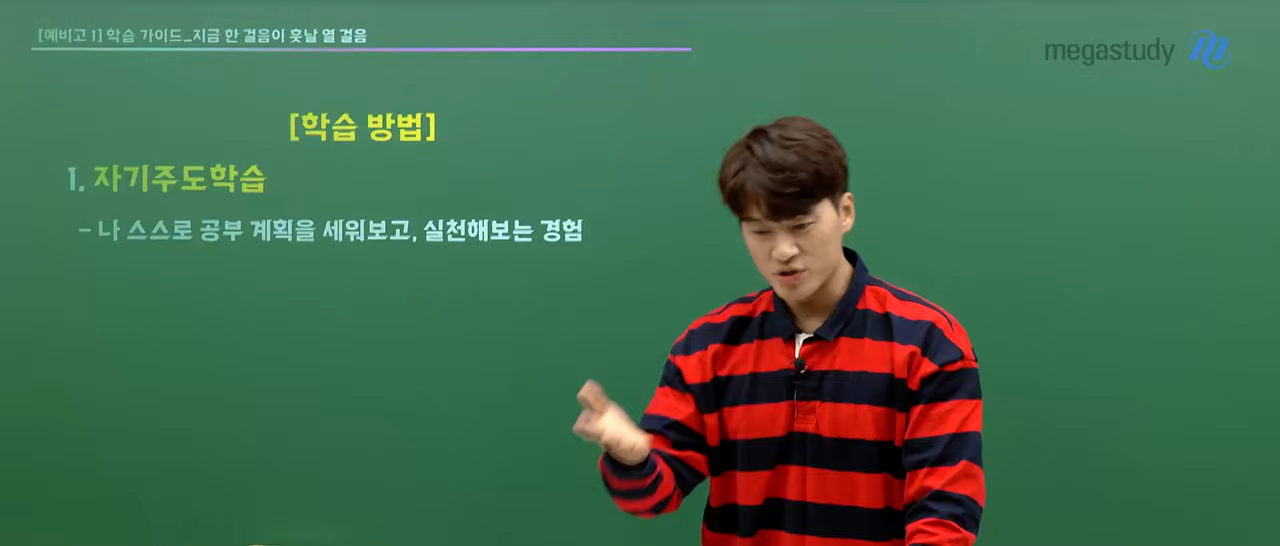 [예비고 1] 학습 가이드_지금 한 걸음이 훗날 열 걸음
megastudy
[학습 방법]
1. 자기주도학습
- 나 스스로 공부 계획을 세워보고, 실천해보는 경험